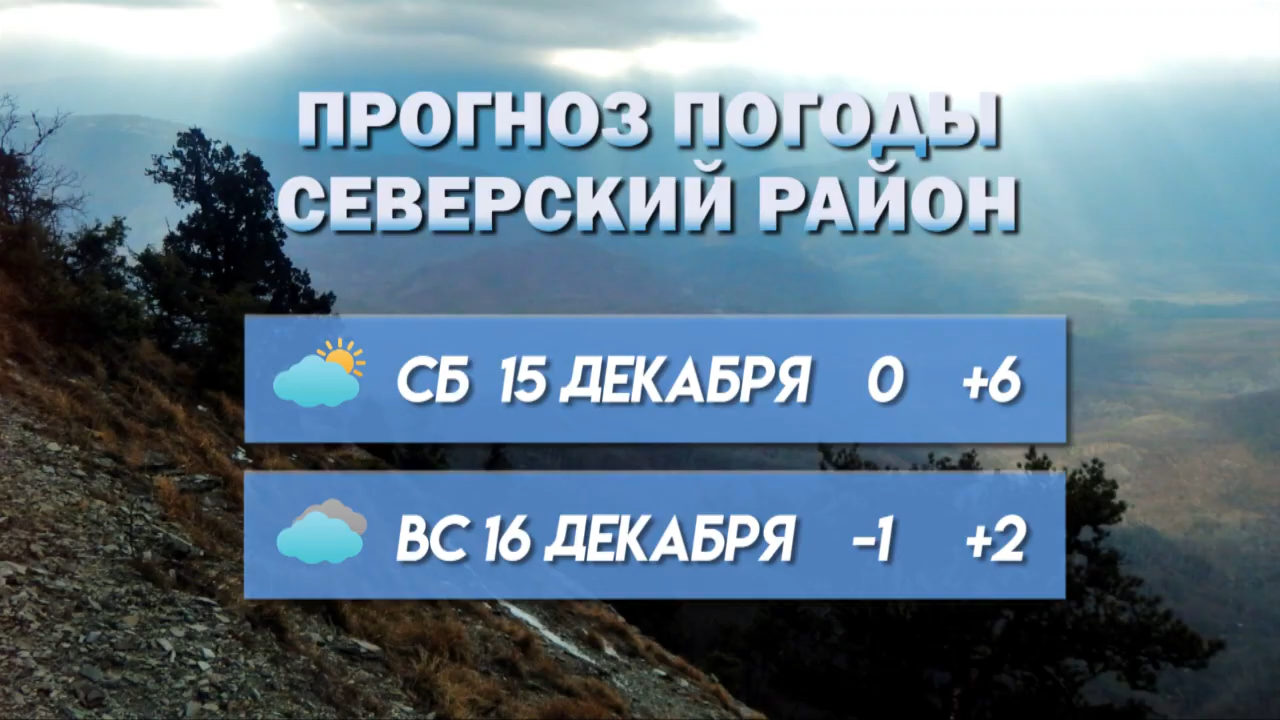 ПРОГНОЗ ПОГОДЫ
СЕВЕРСКИЙ РАЙОН
СБ 15 ДЕКАБРЯ 0 +6
ВС 16 ДЕКАБРЯ -1 +2